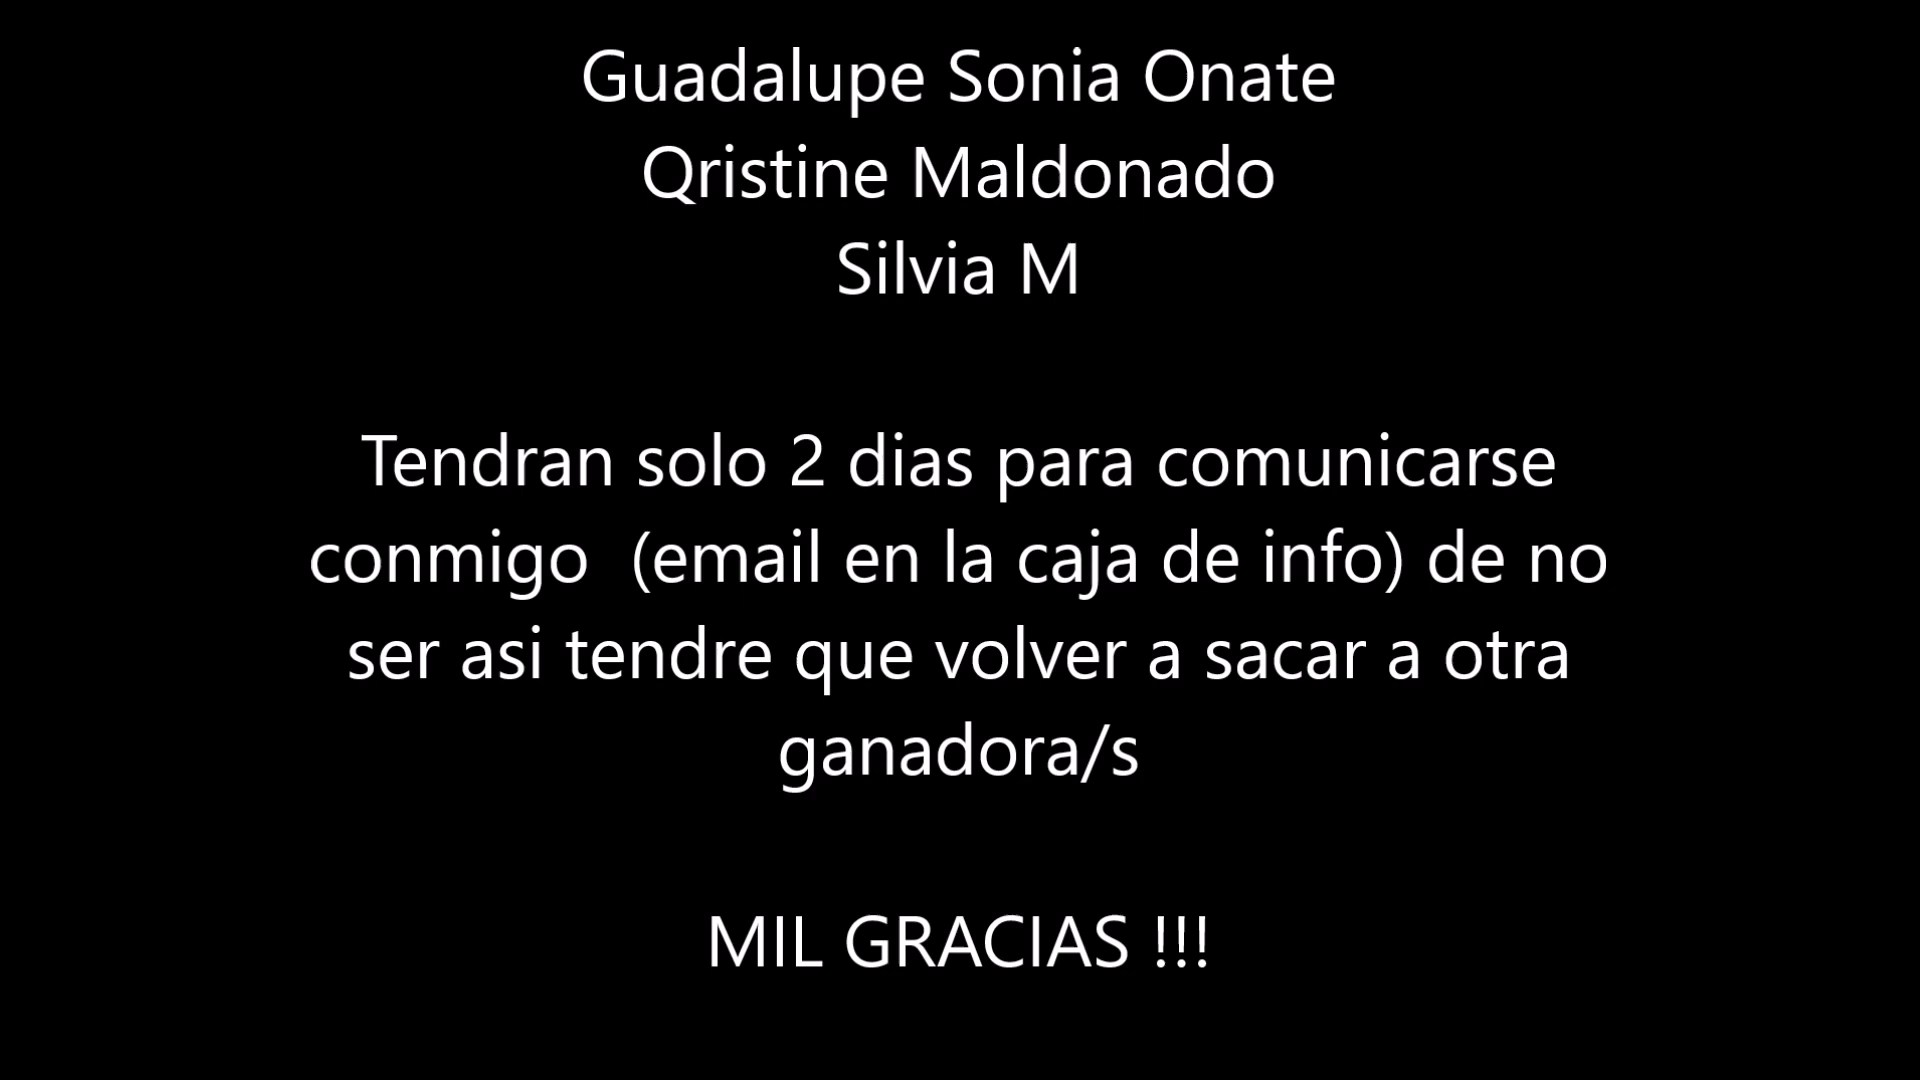 Guadalupe Sonia Onate
Qristine Maldonado
Silvia M
Tendran solo 2 dias para comunicarse
conmigo  (email en la caja de info) de no
ser asi tendre que volver a sacar a otra
ganadora/s
MIL GRACIAS !!!